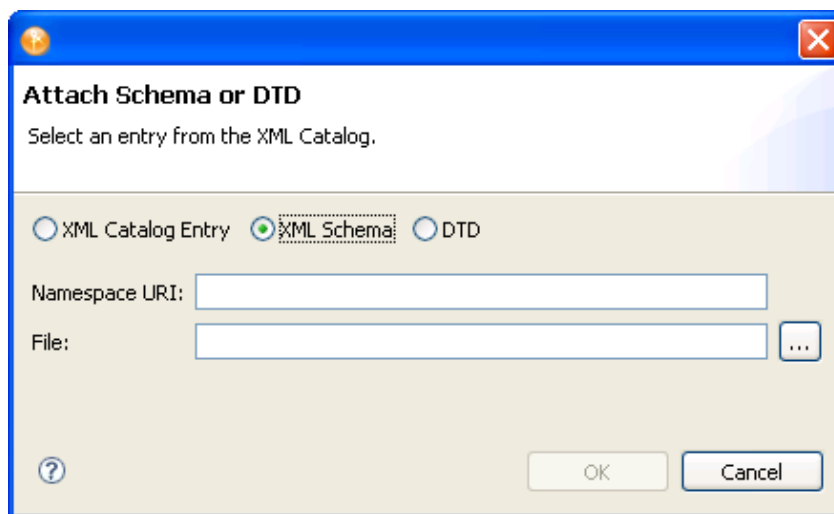 Attach Schema or DTD
Select an entry from the XML Catalog.
XML Catalog Entry XML Schema DTD
Namespace URI:
File: ...
? OK Cancel